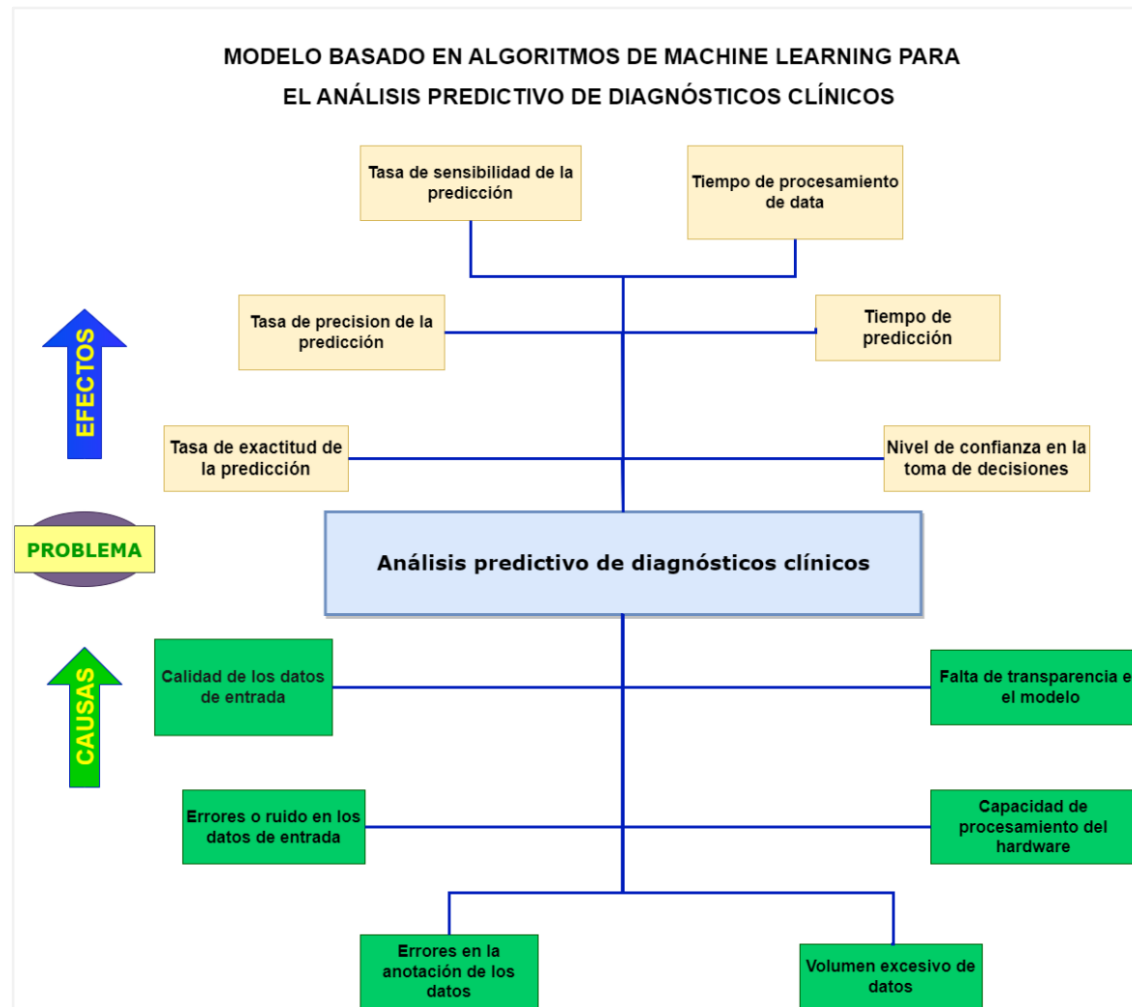 MODELO BASADO EN ALGORITMOS DE MACHINE LEARNING PARA
EL ANÁLISIS PREDICTIVO DE DIAGNÓSTICOS CLÍNICOS
Tasa de sensibilidad de la
predicción
Tiempo de procesamiento
de data
Tasa de precision de la
predicción
Tiempo de
predicción
EFECTOS
Tasa de exactitud de
la predicción
Nivel de confianza en la
toma de decisiones
PROBLEMA
Análisis predictivo de diagnósticos clínicos
CAUSAS
Calidad de los datos
de entrada
Falta de transparencia e
el modelo
Errores o ruido en los
datos de entrada
Capacidad de
procesamiento del
hardware
Errores en la
anotación de los
datos
Volumen excesivo de
datos